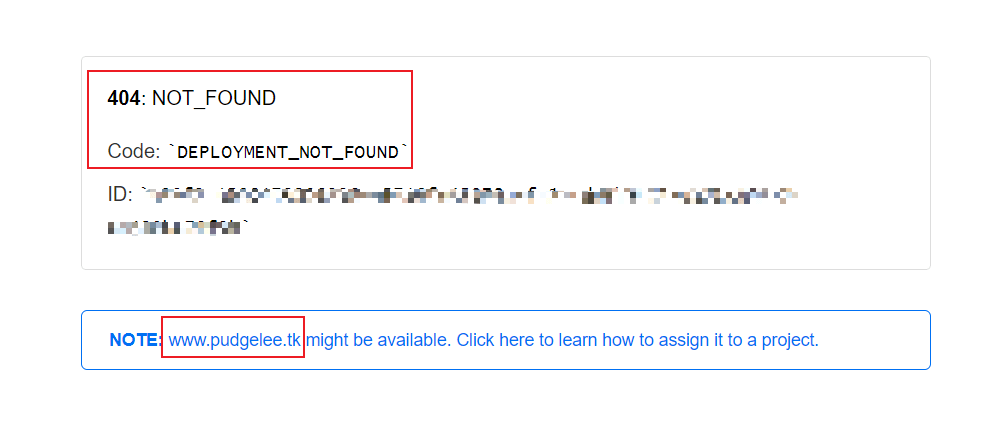 404: NOT_FOUND
Code: `DEPLOYMENT_NOT_FOUND`
ID: `
NOTE: www.pudgelee.tk might be available. Click here to learn how to assign it to a project.